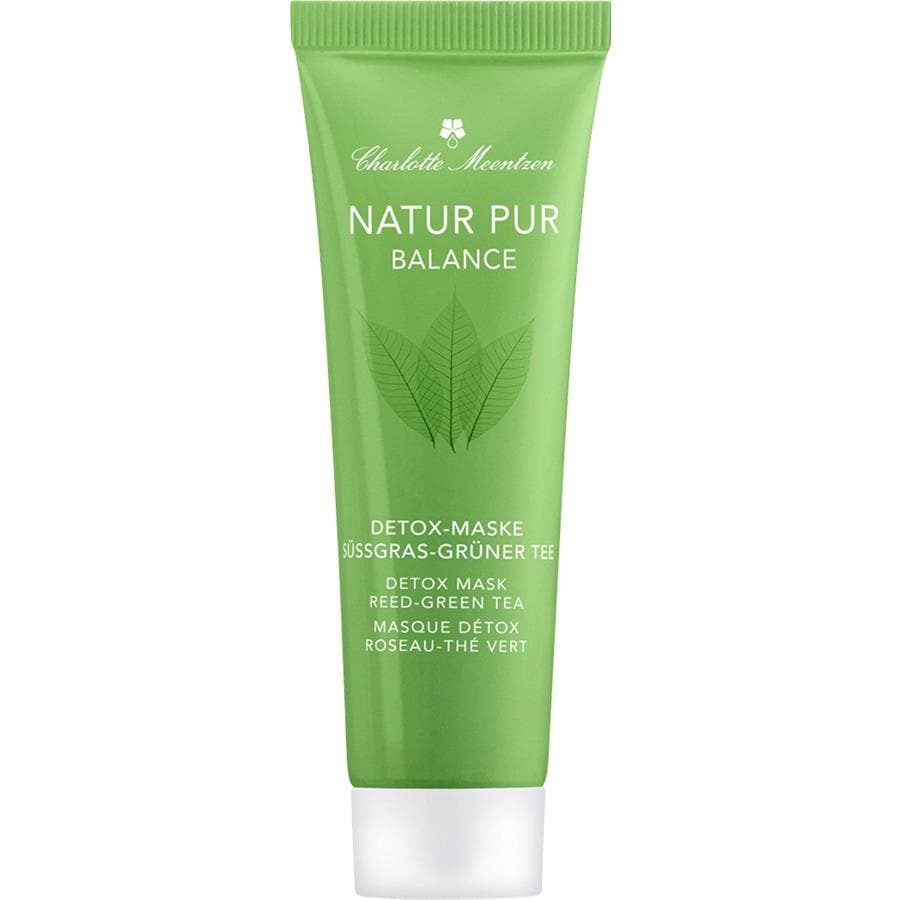 Charlotte Meentzen
NATUR PUR
BALANCE
DETOX-MASKE
SÜSSGRAS-GRÜNER TEE
DETOX MASK
REED-GREEN TEA
MASQUE DÉTOX
ROSEAU-THÉ VERT